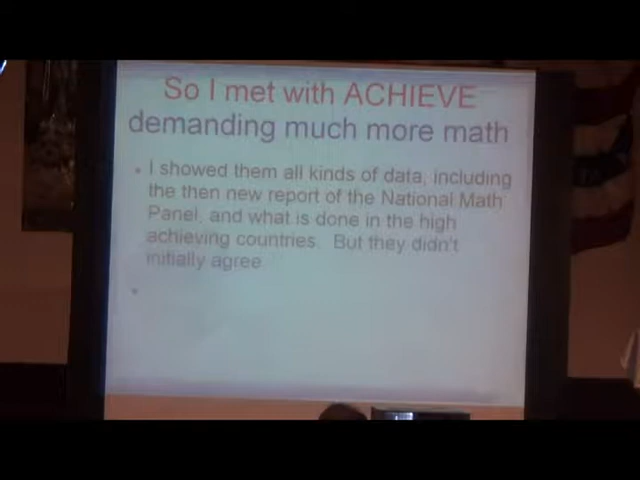 So I met with ACHIEVE
demanding much more math
• I showed them all kinds of data, including
the then new report of the National Math
Panel, and what is done in the high
achieving countries. But they didn't
initially agree
•